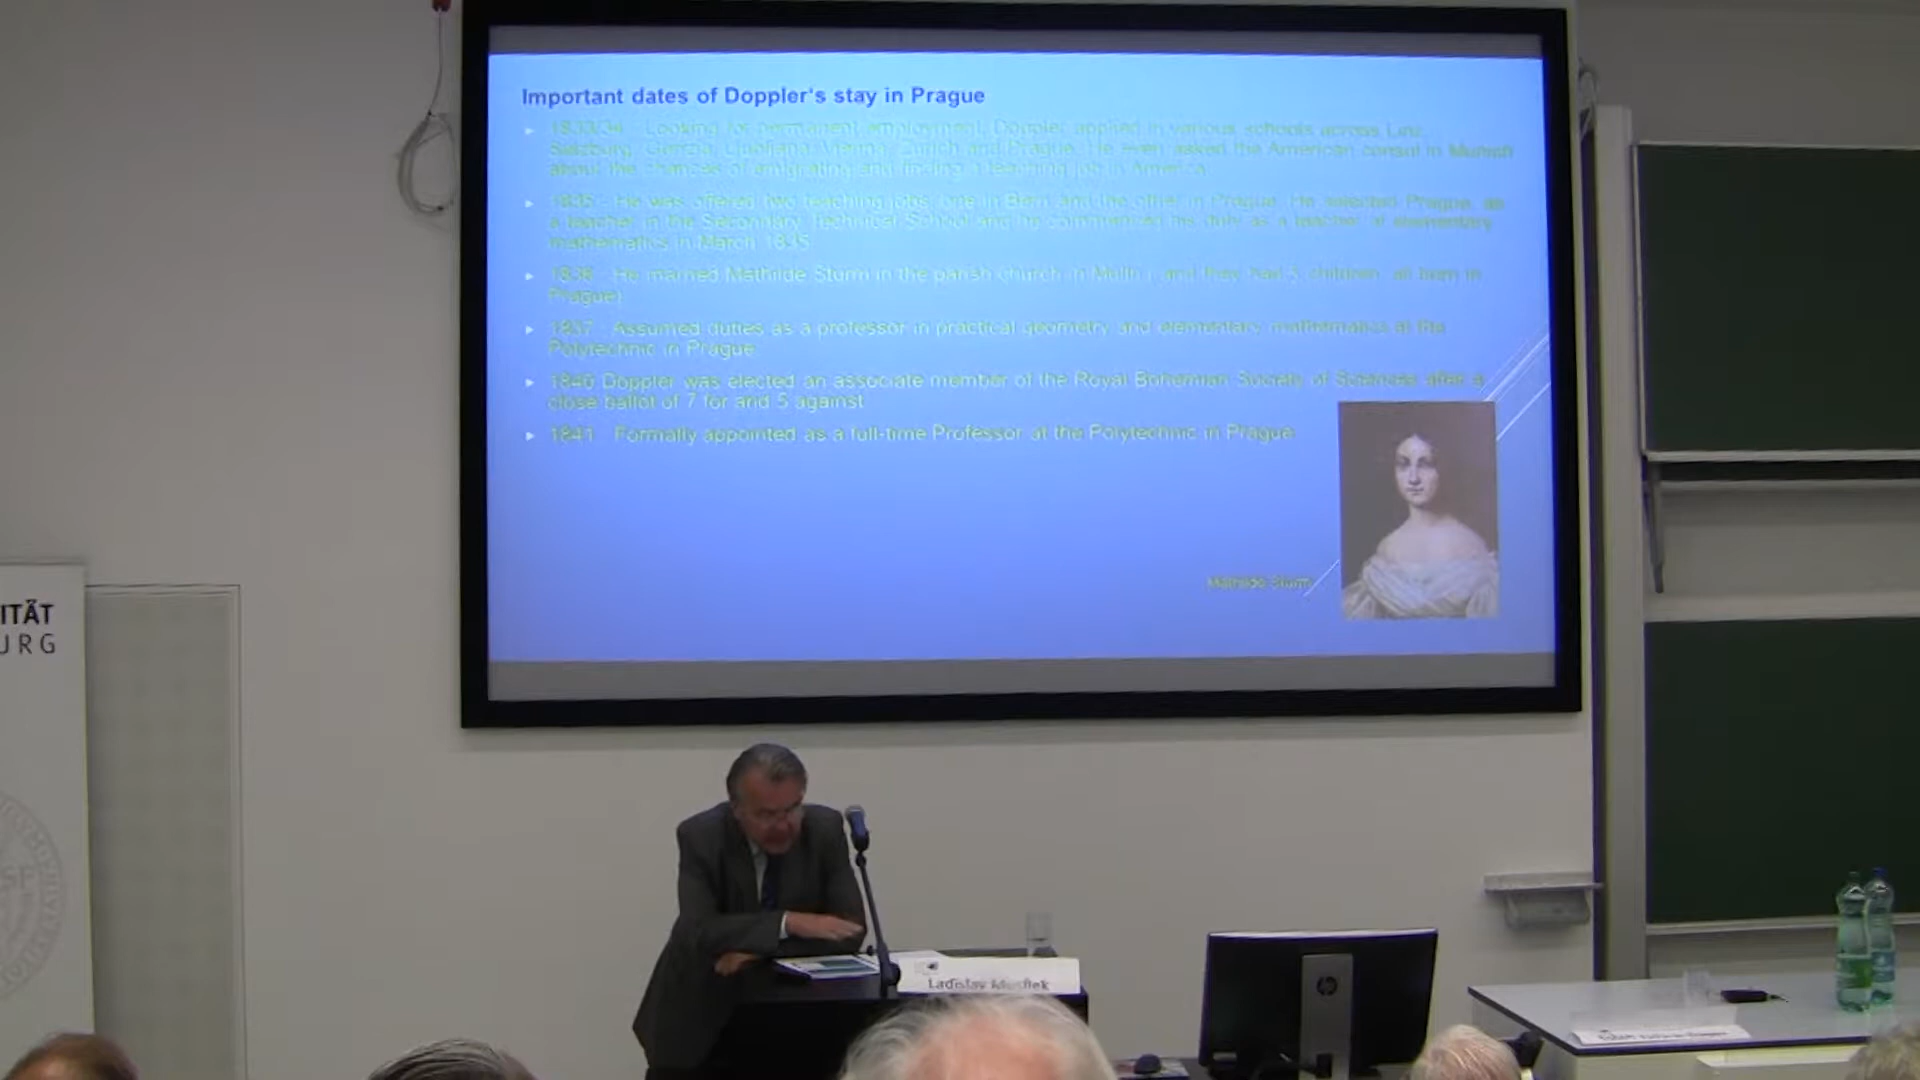 Important dates of Doppler's stay in Prague
1833/34 - Looking for permanent employment, Doppler applied in various schools across Linz,
Salzburg, Gorizia, Ljubljana, Vienna, Zurich and Prague. He even asked the American consul in Munich
about the chances of emigrating and finding a teaching job in America.
1835 - He was offered two teaching jobs, one in Bern and the other in Prague. He selected Prague, as
a teacher in the Secondary Technical School and he commenced his duty as a teacher of elementary
mathematics in March 1835
1836 - He married Mathilde Sturm in the parish church in and they had 5 children, all born in
Prague)
1837 - Assumed duties as a professor in practical geometry and elementary mathematics at the
Polytechnic in Prague
1840 Doppler was elected an associate member of the Royal Bohemian Society of Sciences after a
close ballot of 7 for and 5 against
1841 Formally appointed as a full-time Professor at the Polytechnic in Prague
Mathilde Sturm
ITÄT
URG
SF
Ladislav
hp